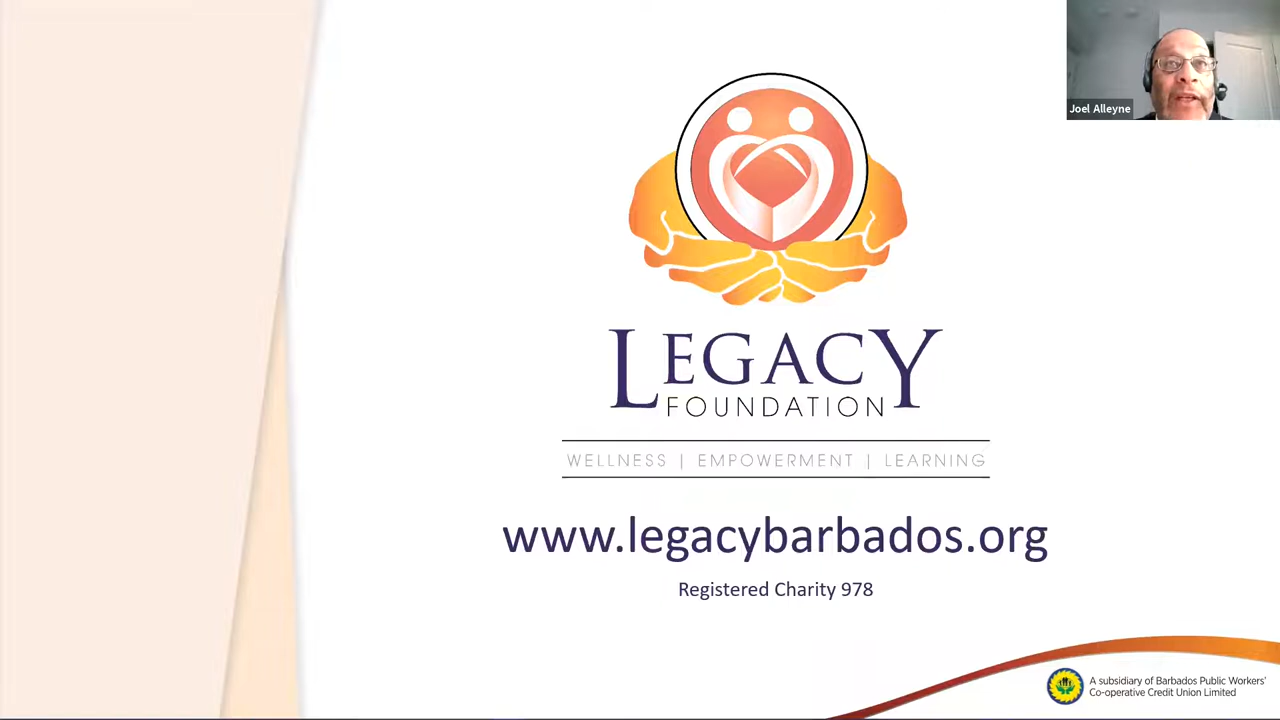 Joel Alleyne
LEGACY
FOUNDATION
WELLNESS | EMPOWERMENT | LEARNING
www.legacybarbados.org
Registered Charity 978
A subsidiary of Barbados Public Workers'
Co-operative Credit Union Limited